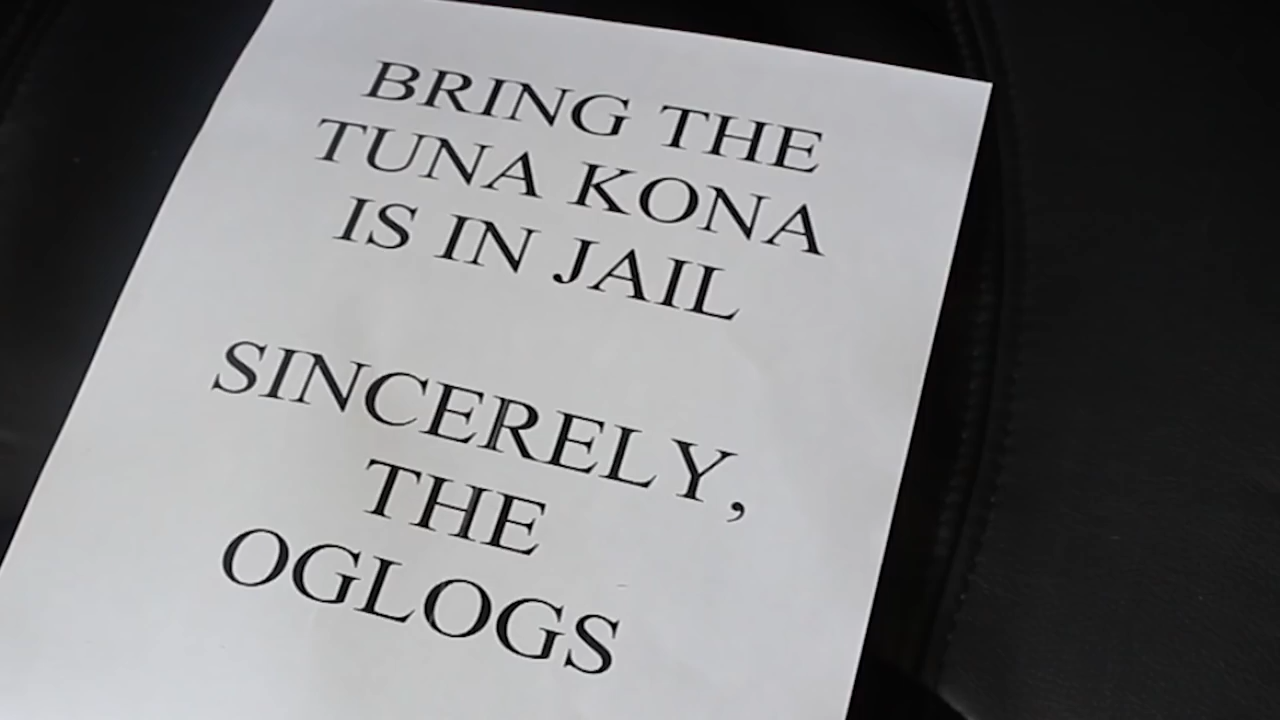 BRING THE
TUNA KONA
IS IN JAIL
SINCERELY,
THE
OGLOGS